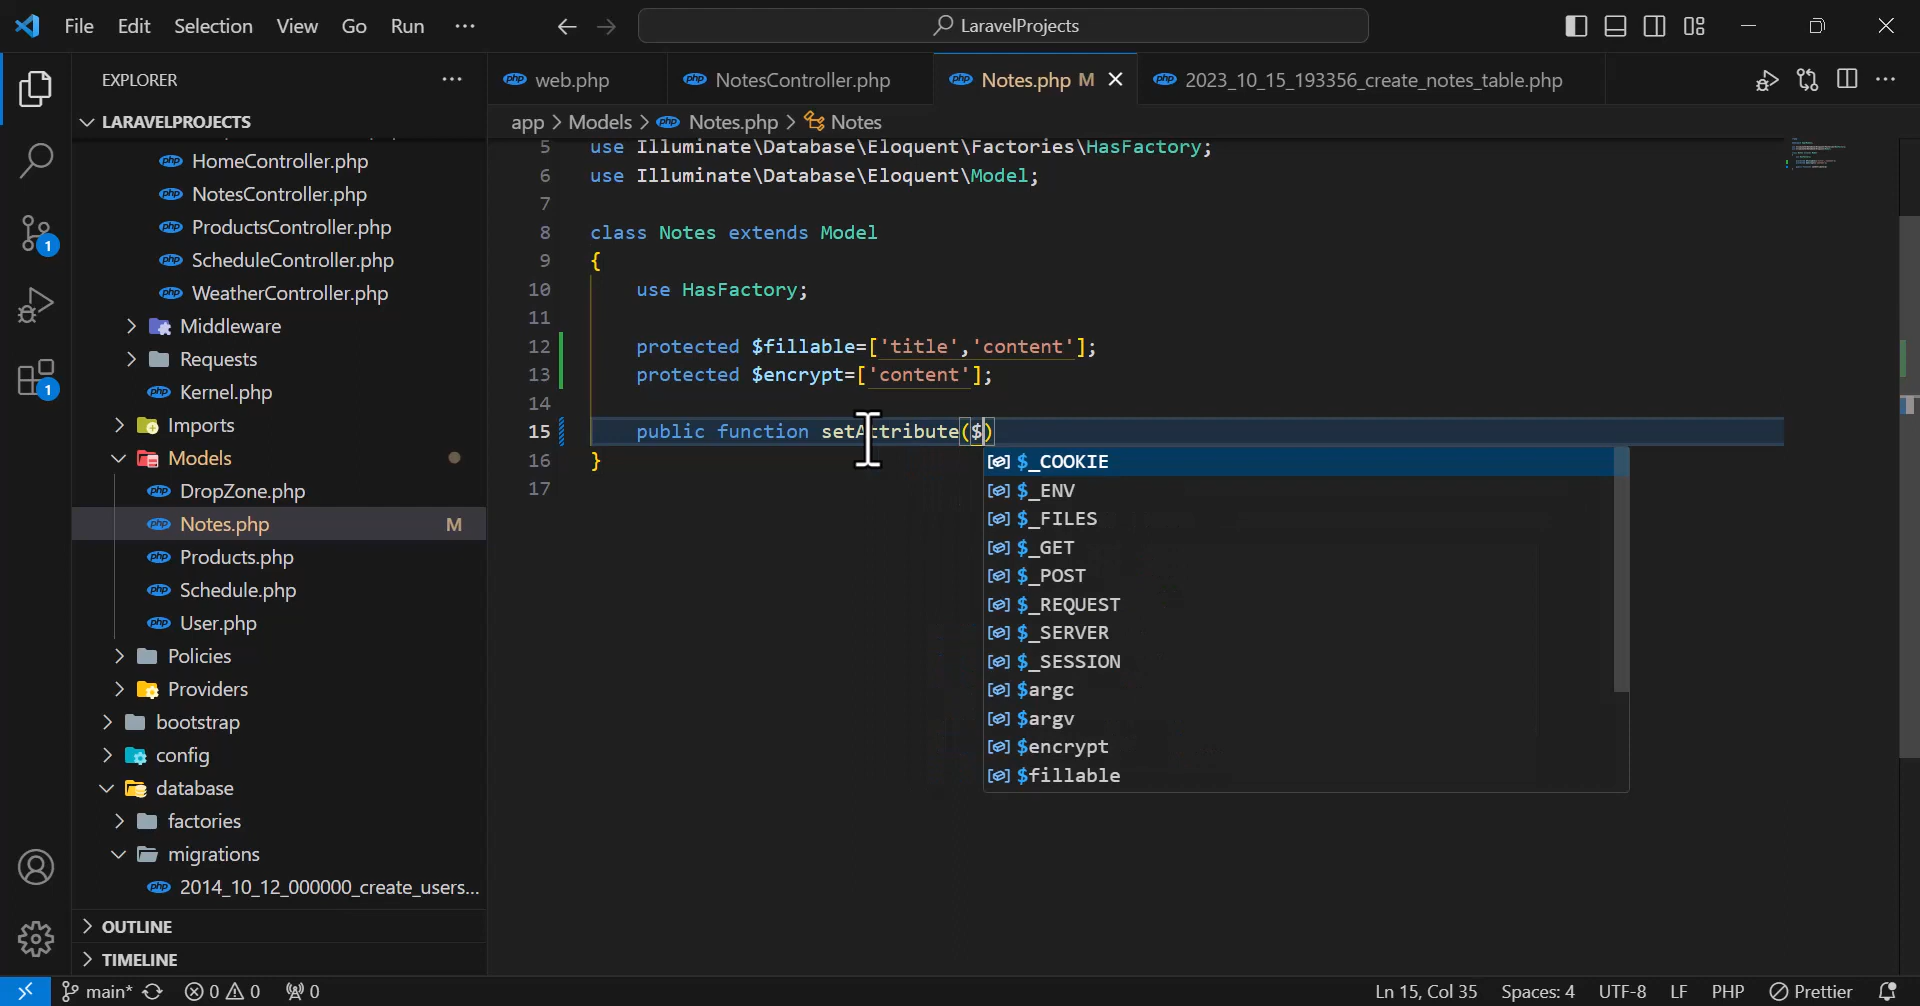 File Edit Selection View Go Run ···
LaravelProjects
EXPLORER ···
LARAVELPROJECTS
HomeController.php
NotesController.php
ProductsController.php
ScheduleController.php
WeatherController.php
Middleware
Requests
Kernel.php
Imports
Models
DropZone.php
Notes.php M
Products.php
Schedule.php
User.php
Policies
Providers
bootstrap
config
database
factories
migrations
2014_10_12_000000_create_users...
OUTLINE
TIMELINE
1
1
web.php
NotesController.php
Notes.php M
2023_10_15_193356_create_notes_table.php
app > Models > Notes.php > Notes
5 use Illuminate\Database\Eloquent\Factories\HasFactory;
6 use Illuminate\Database\Eloquent\Model;
7
8 class Notes extends Model
9 {
10 use HasFactory;
11
12 protected $fillable=['title','content'];
13 protected $encrypt=['content'];
14
15 public function setAttribute($)
16 }
17
$_COOKIE
$_ENV
$_FILES
$_GET
$_POST
$_REQUEST
$_SERVER
$_SESSION
$argc
$argv
$encrypt
$fillable
main* 0 0 0 Ln 15, Col 35 Spaces: 4 UTF-8 LF PHP Prettier